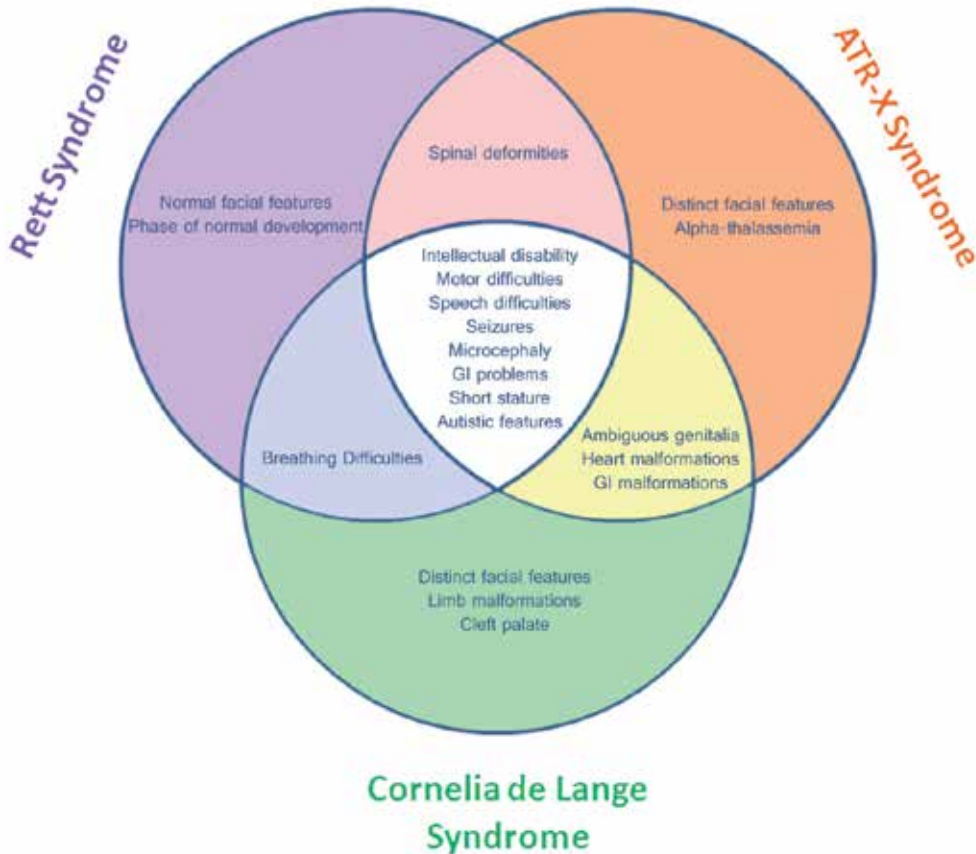 Rett Syndrome
ATR-X Syndrome
Spinal deformities
Normal facial features
Phase of normal development
Distinct facial features
Alpha-thalassemia
Intellectual disability
Motor difficulties
Speech difficulties
Seizures
Microcephaly
GI problems
Short stature
Autistic features
Breathing Difficulties
Ambiguous genitalia
Heart malformations
GI malformations
Distinct facial features
Limb malformations
Cleft palate
Cornelia de Lange
Syndrome